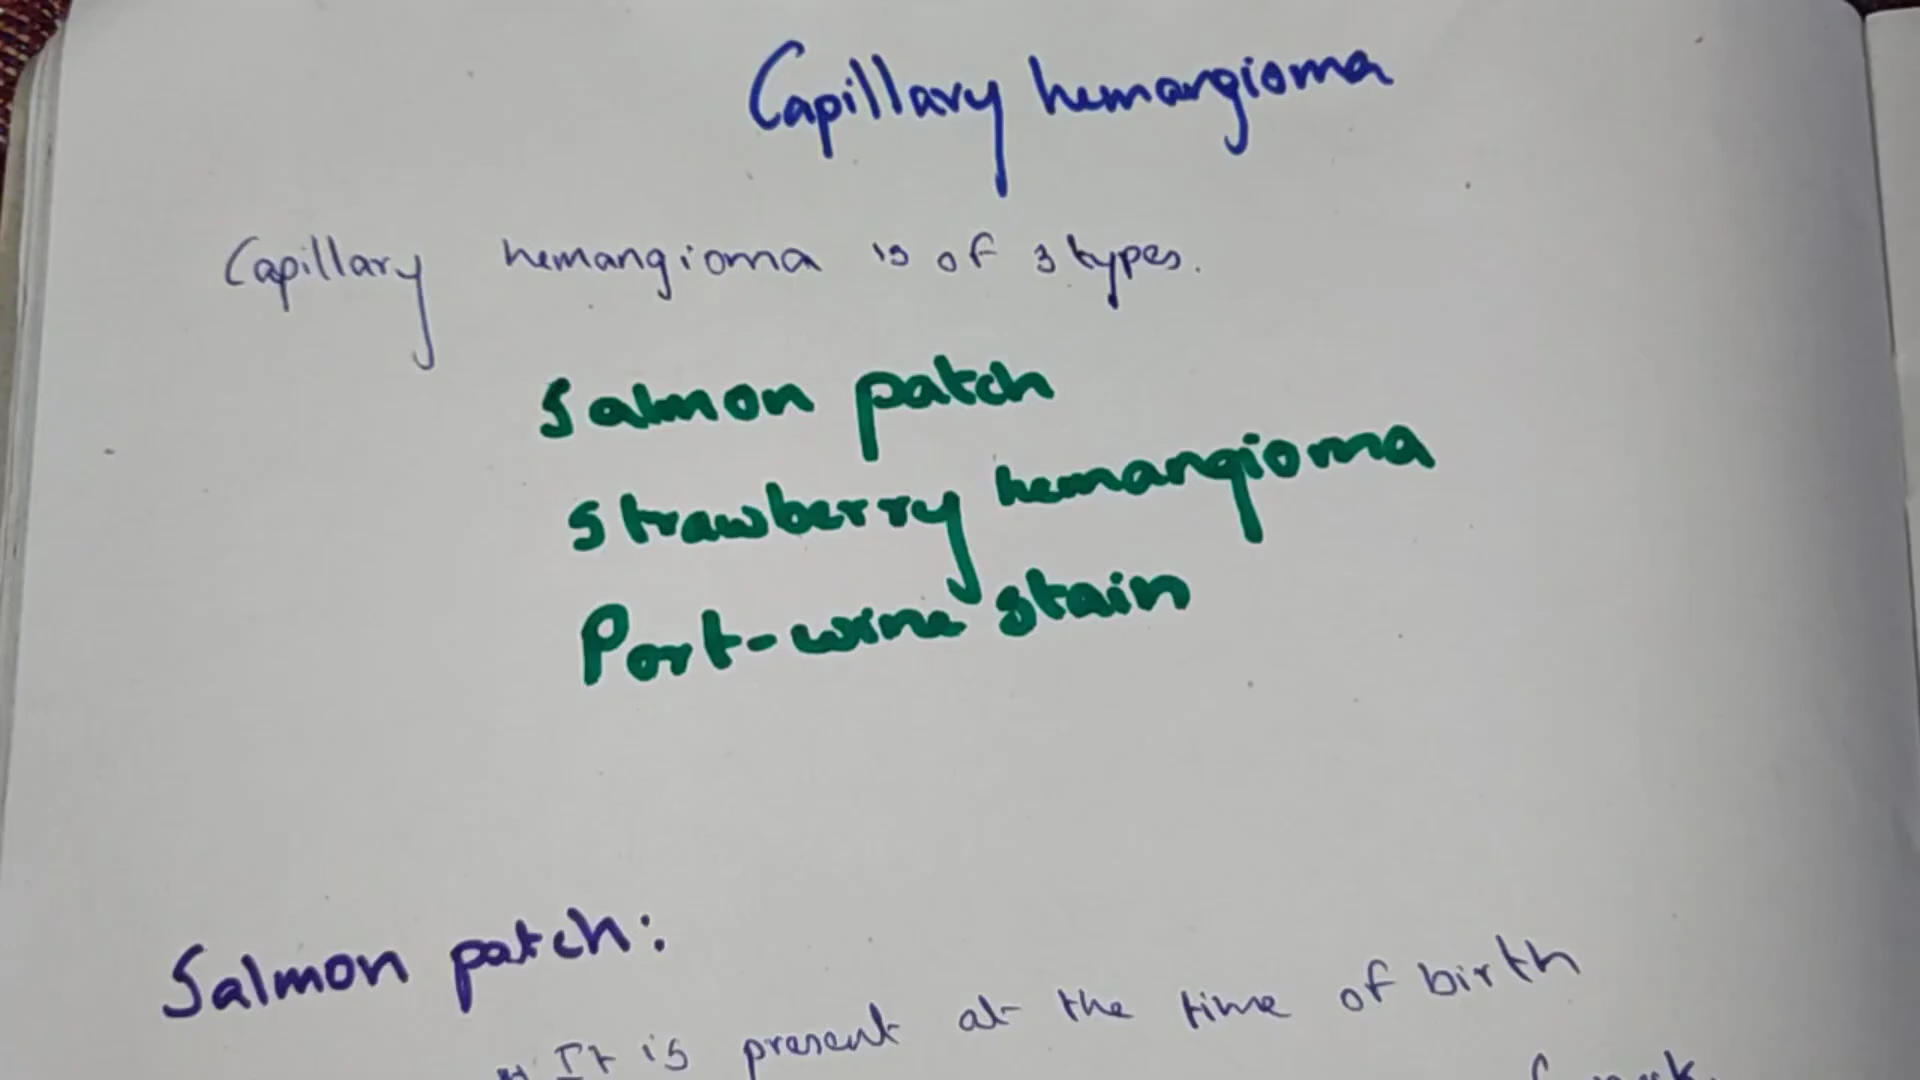 Capillary hemangioma
Capillary hemangioma is of 3 types.
Salmon patch
Strawberry hemangioma
Port-wine stain
Salmon patch:
It is present at the time of birth